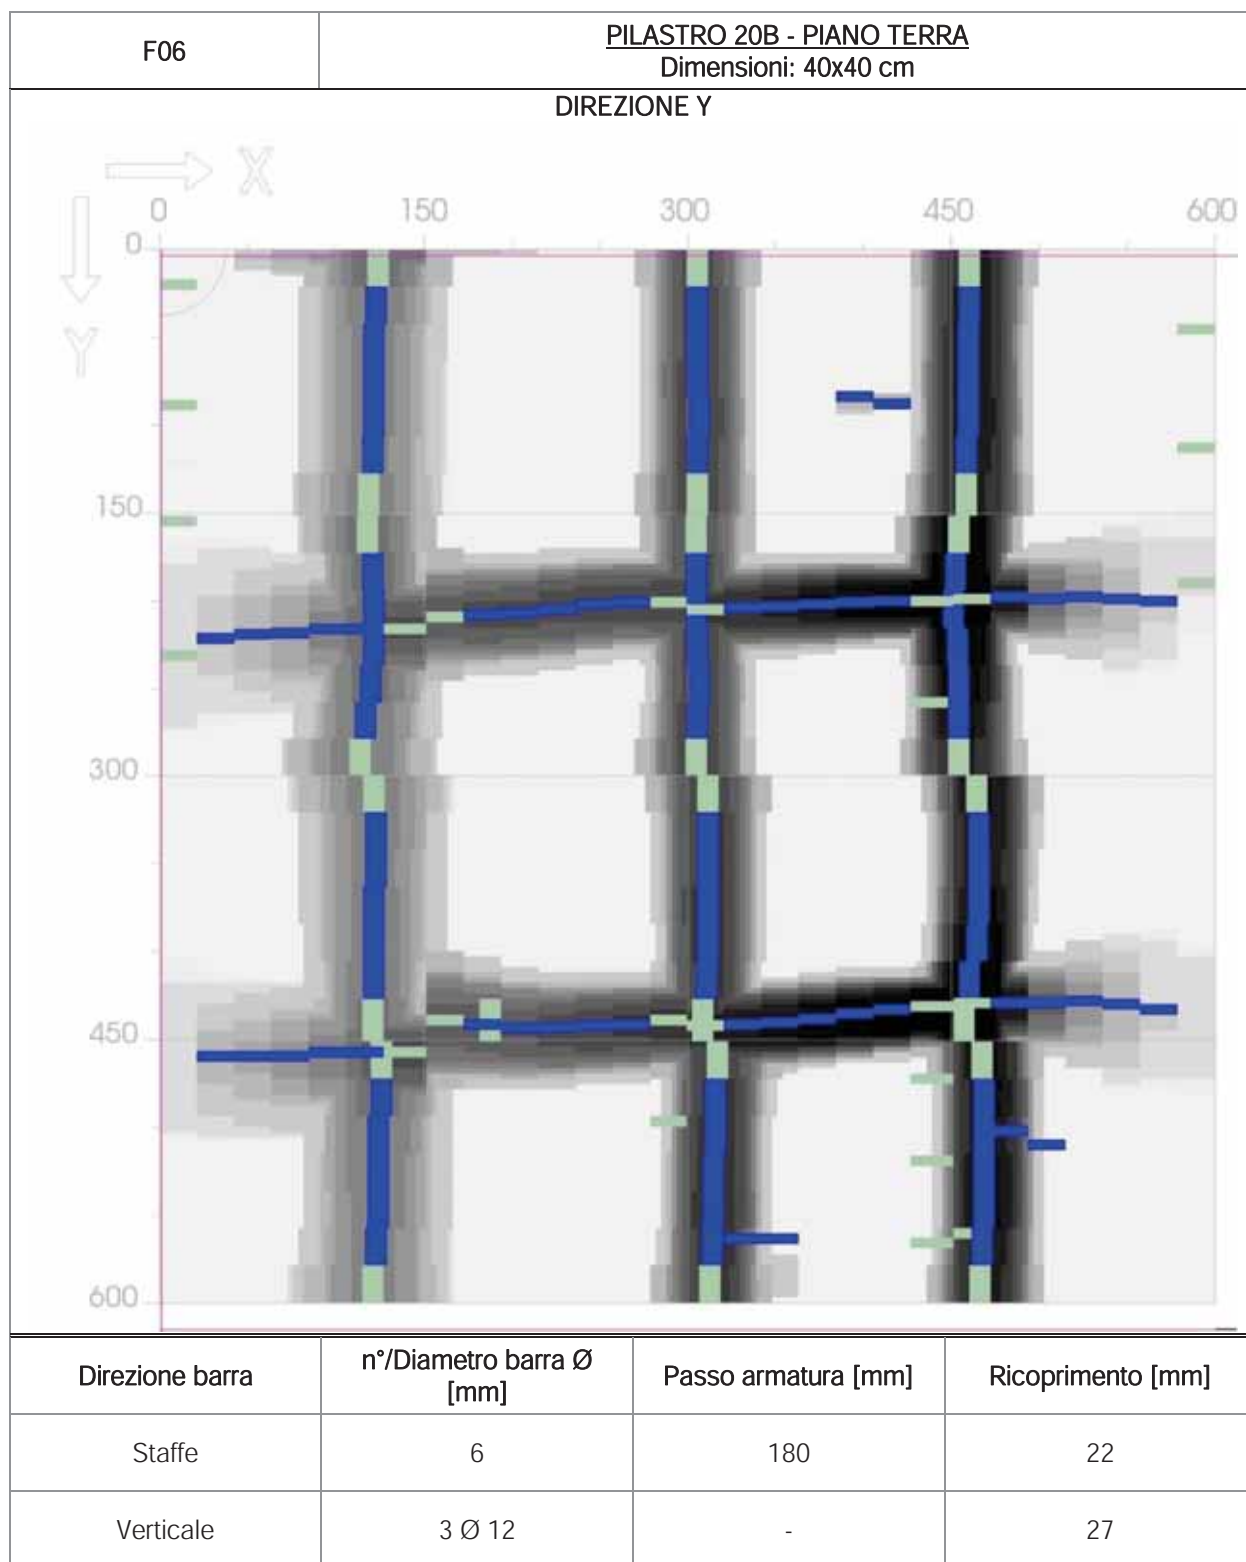 F06
PILASTRO 20B - PIANO TERRA
Dimensioni: 40x40 cm
DIREZIONE Y
X
0 150 300 450 600
0
Y
150
300
450
600
Direzione barra
n°/Diametro barra Ø
[mm]
Passo armatura [mm]
Ricoprimento [mm]
Staffe 6 180 22
Verticale 3 Ø 12 - 27